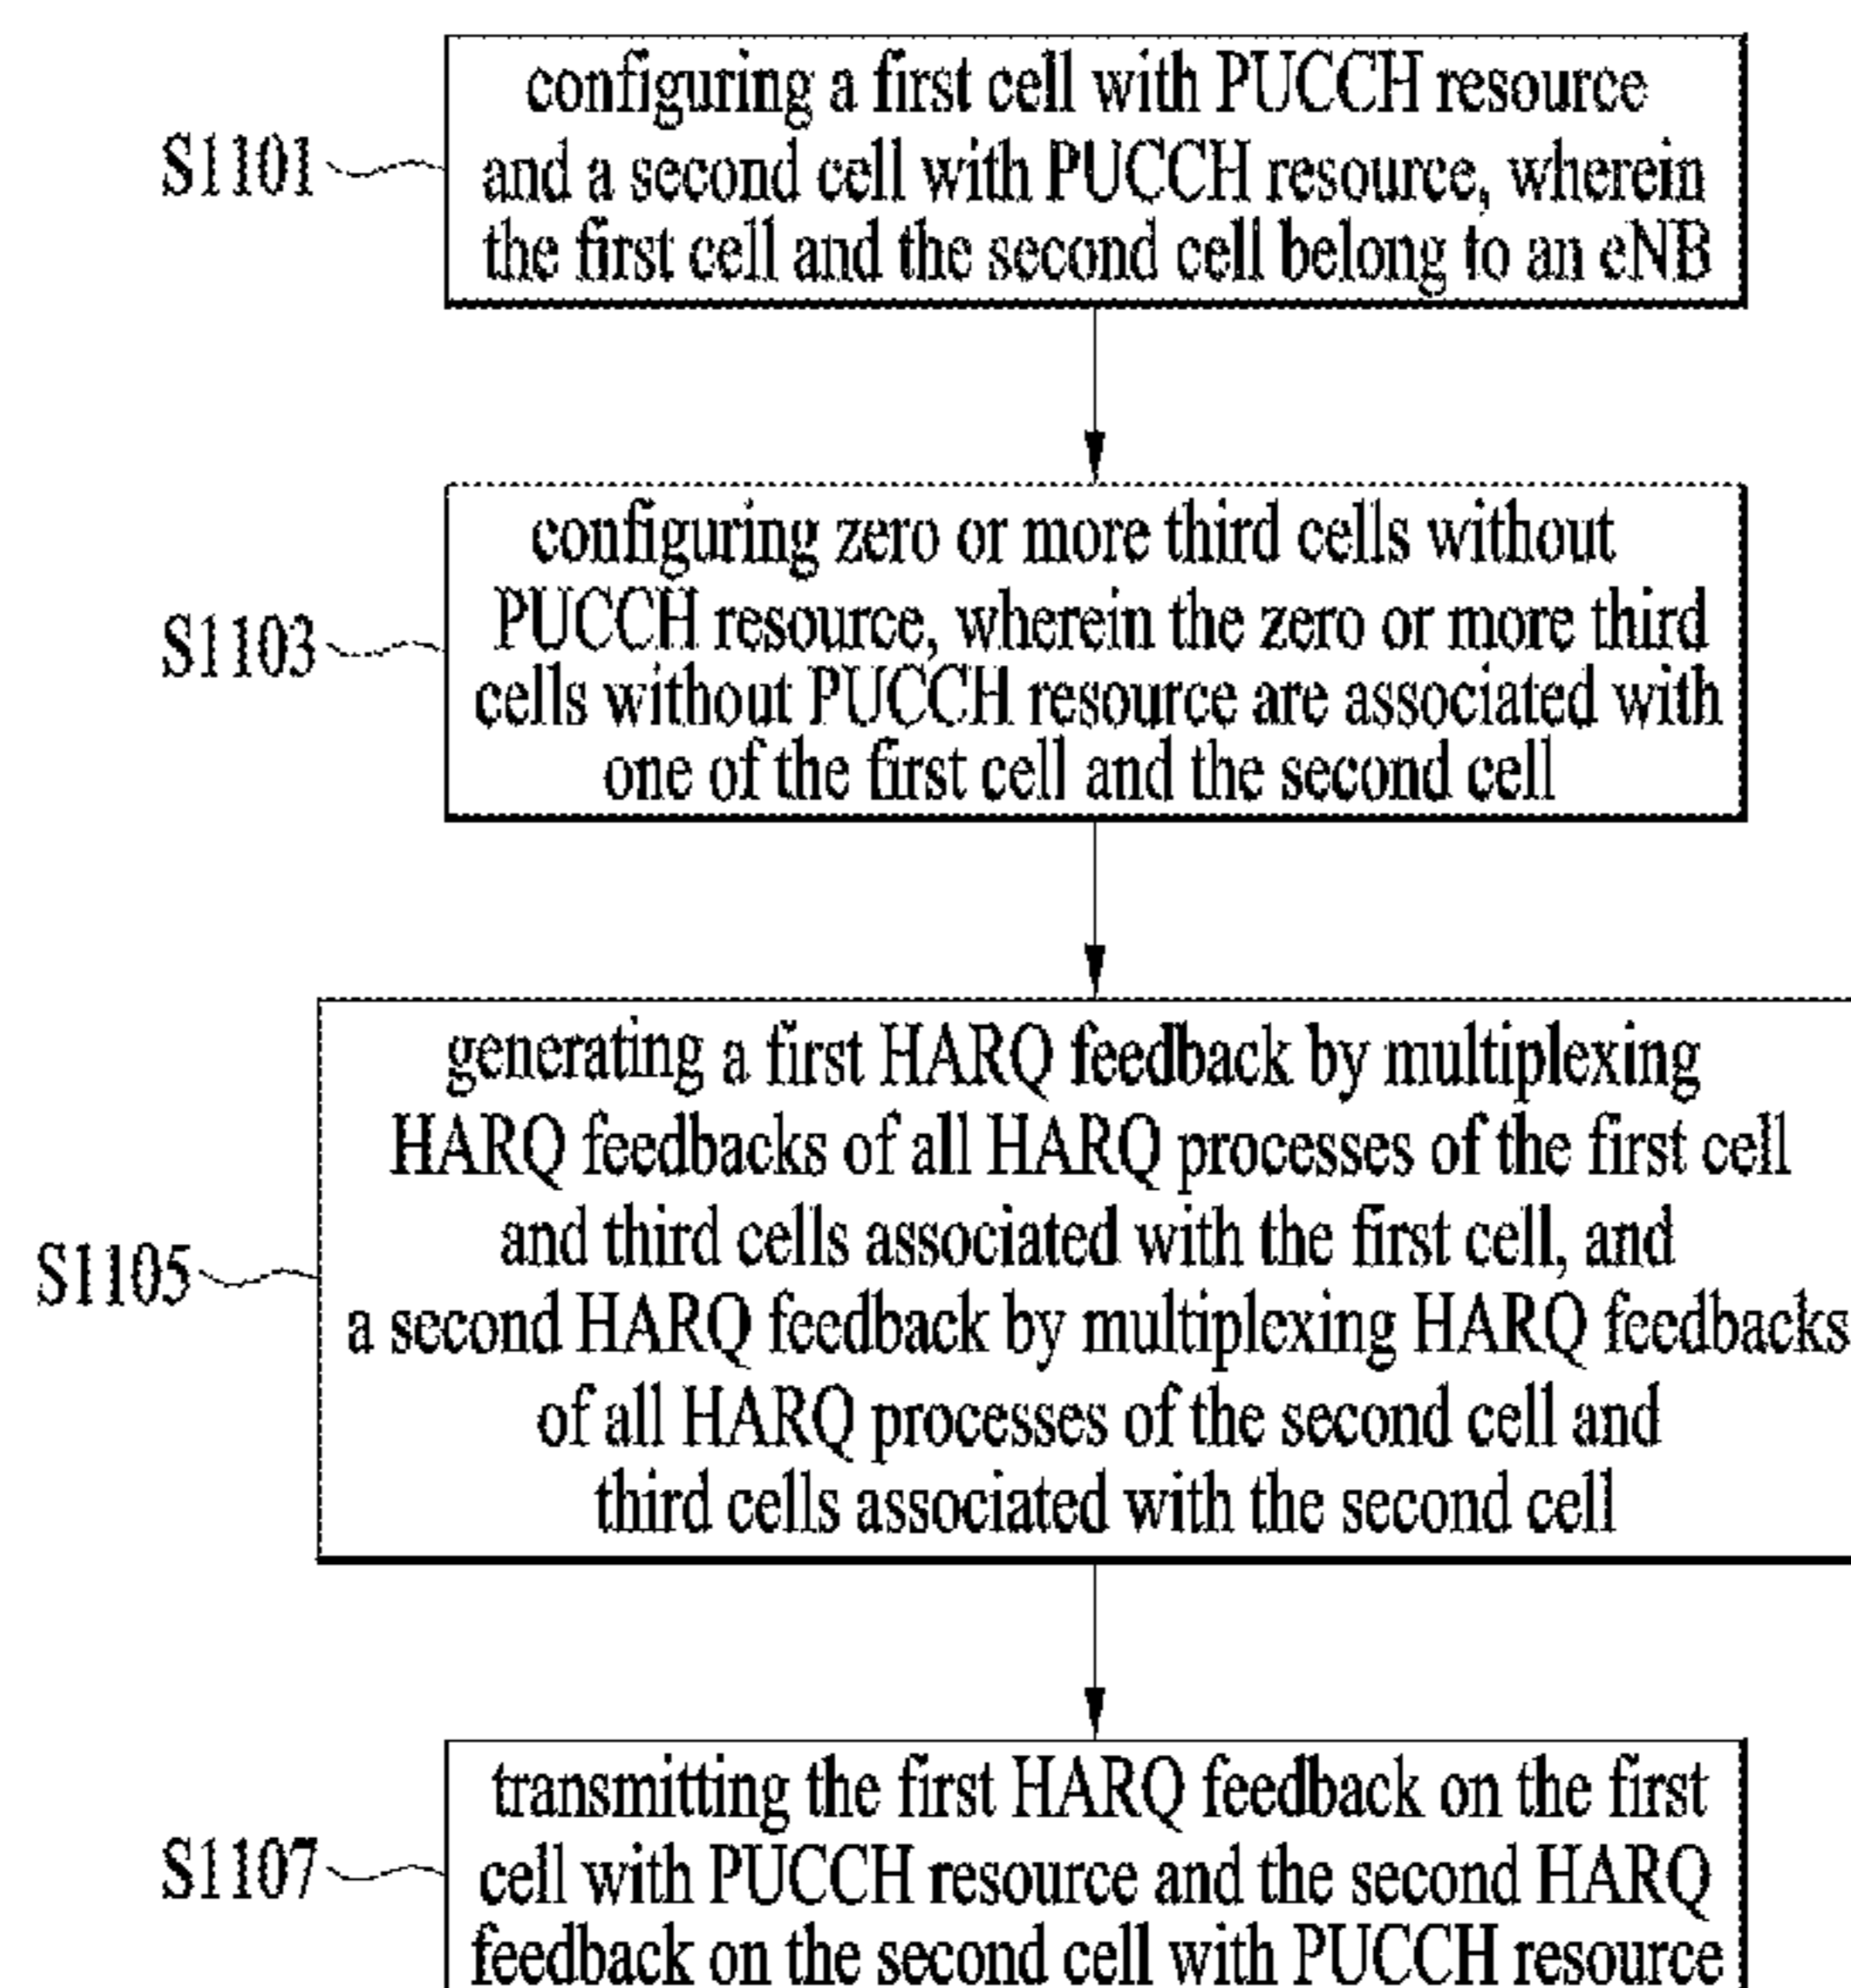 S1101
configuring a first cell with PUCCH resource
and a second cell with PUCCH resource, wherein
the first cell and the second cell belong to an eNB
S1103
configuring zero or more third cells without
PUCCH resource, wherein the zero or more third
cells without PUCCH resource are associated with
one of the first cell and the second cell
S1105
generating a first HARQ feedback by multiplexing
HARQ feedbacks of all HARQ processes of the first cell
and third cells associated with the first cell, and
a second HARQ feedback by multiplexing HARQ feedbacks
of all HARQ processes of the second cell and
third cells associated with the second cell
S1107
transmitting the first HARQ feedback on the first
cell with PUCCH resource and the second HARQ
feedback on the second cell with PUCCH resource